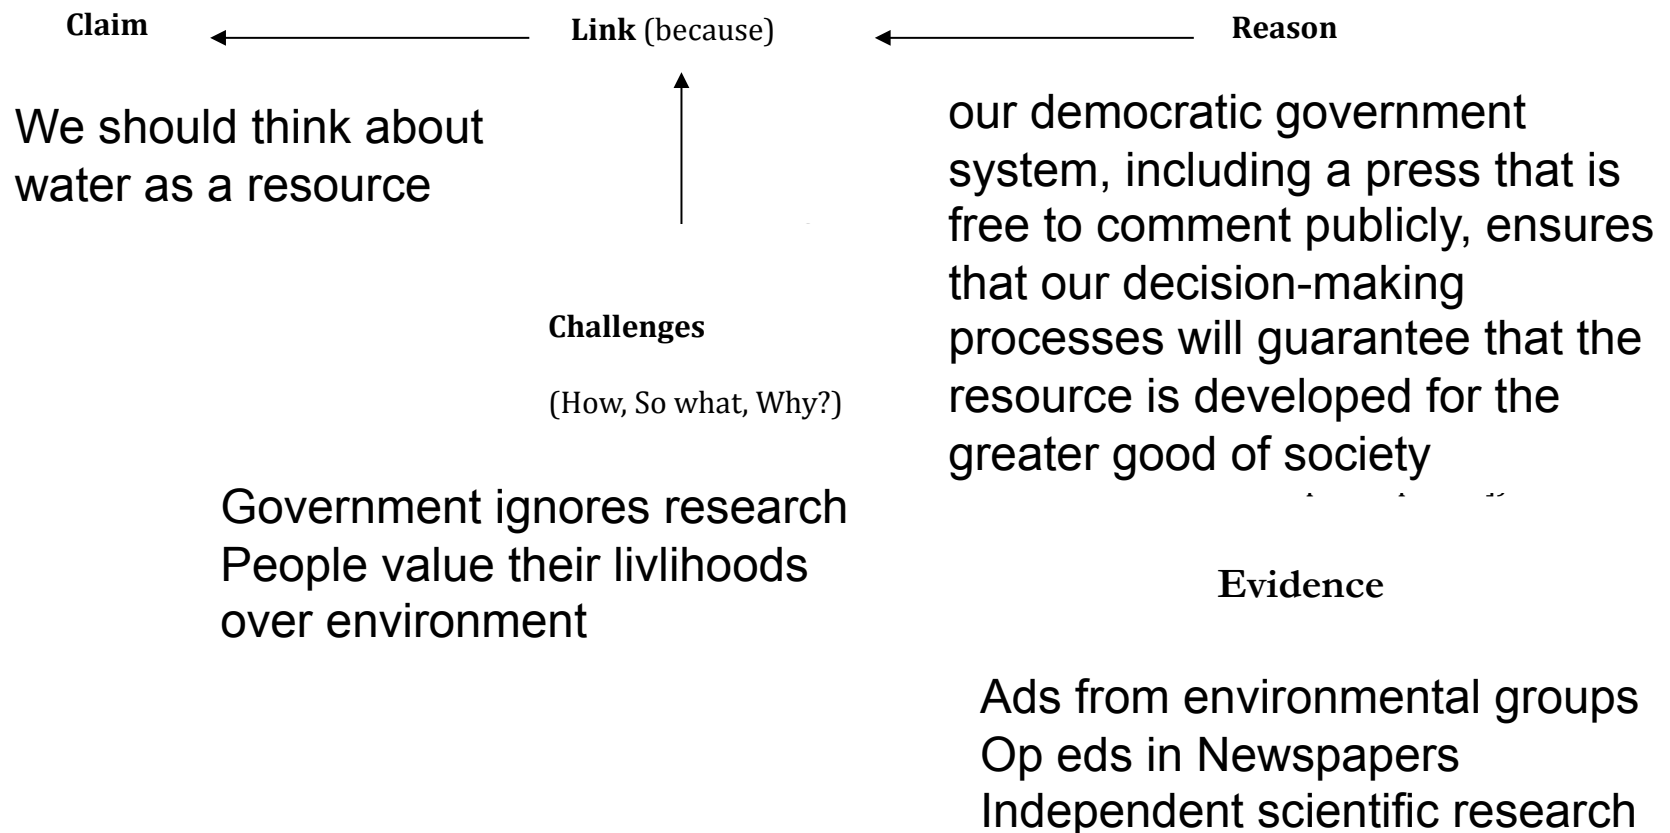 Claim
Link (because)
Reason
We should think about
water as a resource
our democratic government
system, including a press that is
free to comment publicly, ensures
that our decision-making
processes will guarantee that the
resource is developed for the
greater good of society
Challenges
(How, So what, Why?)
Government ignores research
People value their livlihoods
over environment
Evidence
Ads from environmental groups
Op eds in Newspapers
Independent scientific research